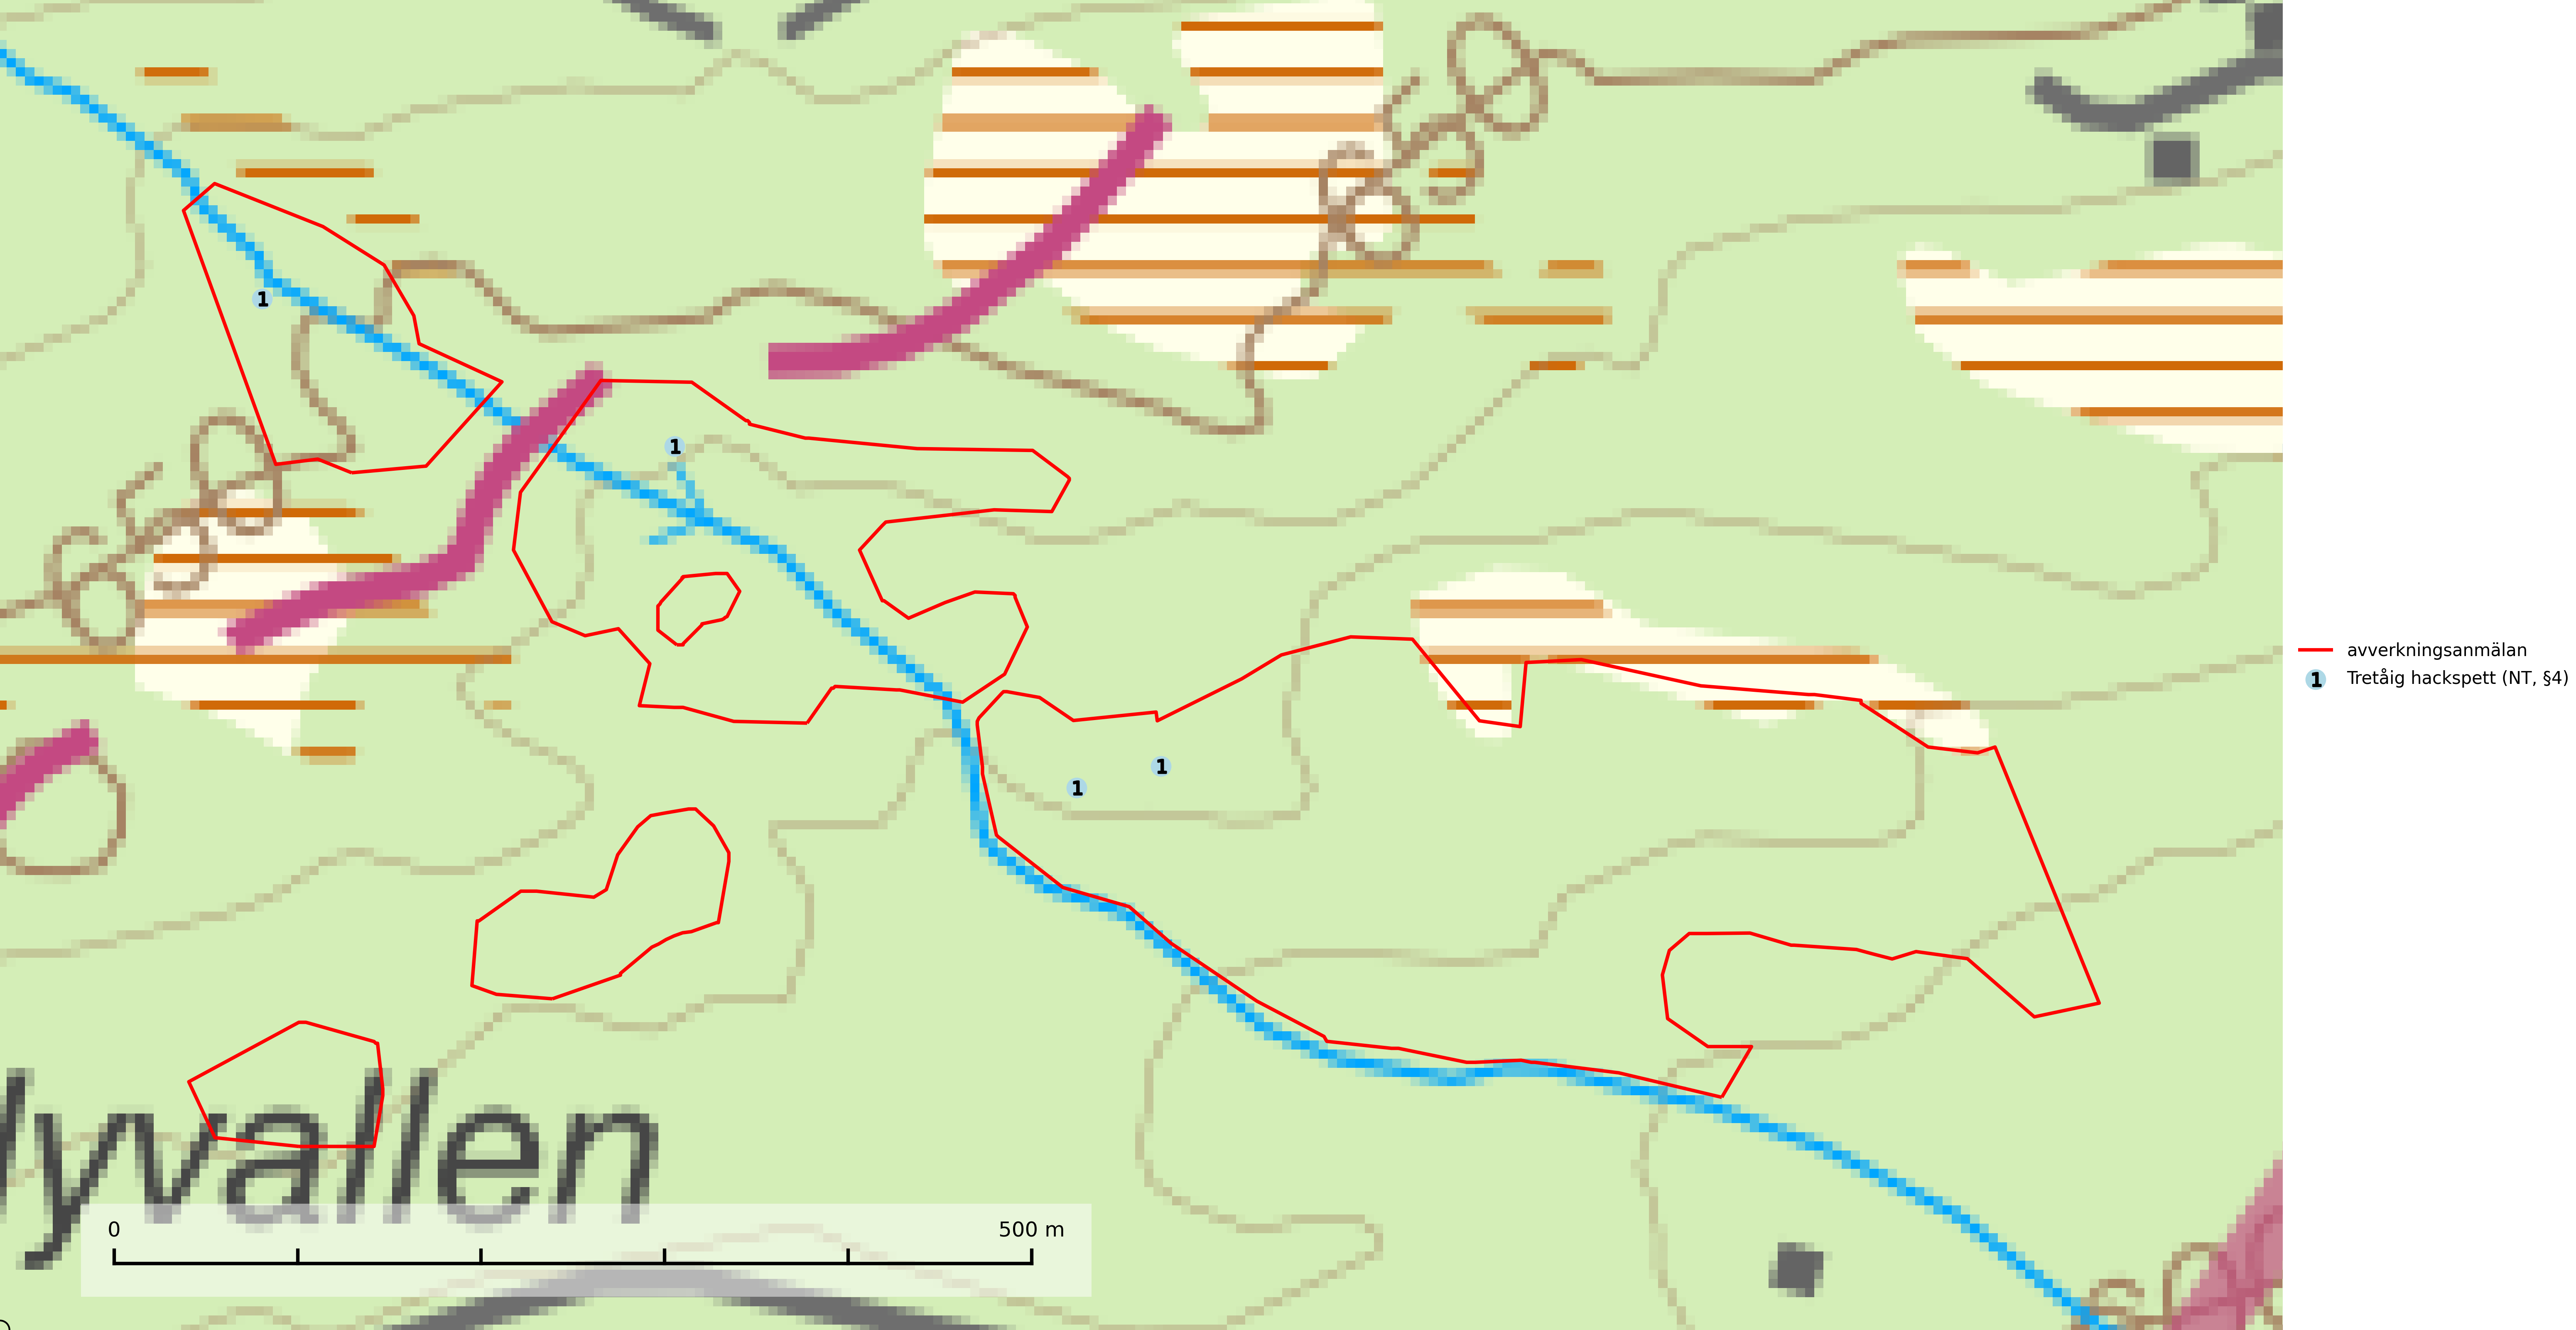 1
1
avverkningsanmälan
1 Tretåig hackspett (NT, §4)
1
1
lyvallen
0 500 m